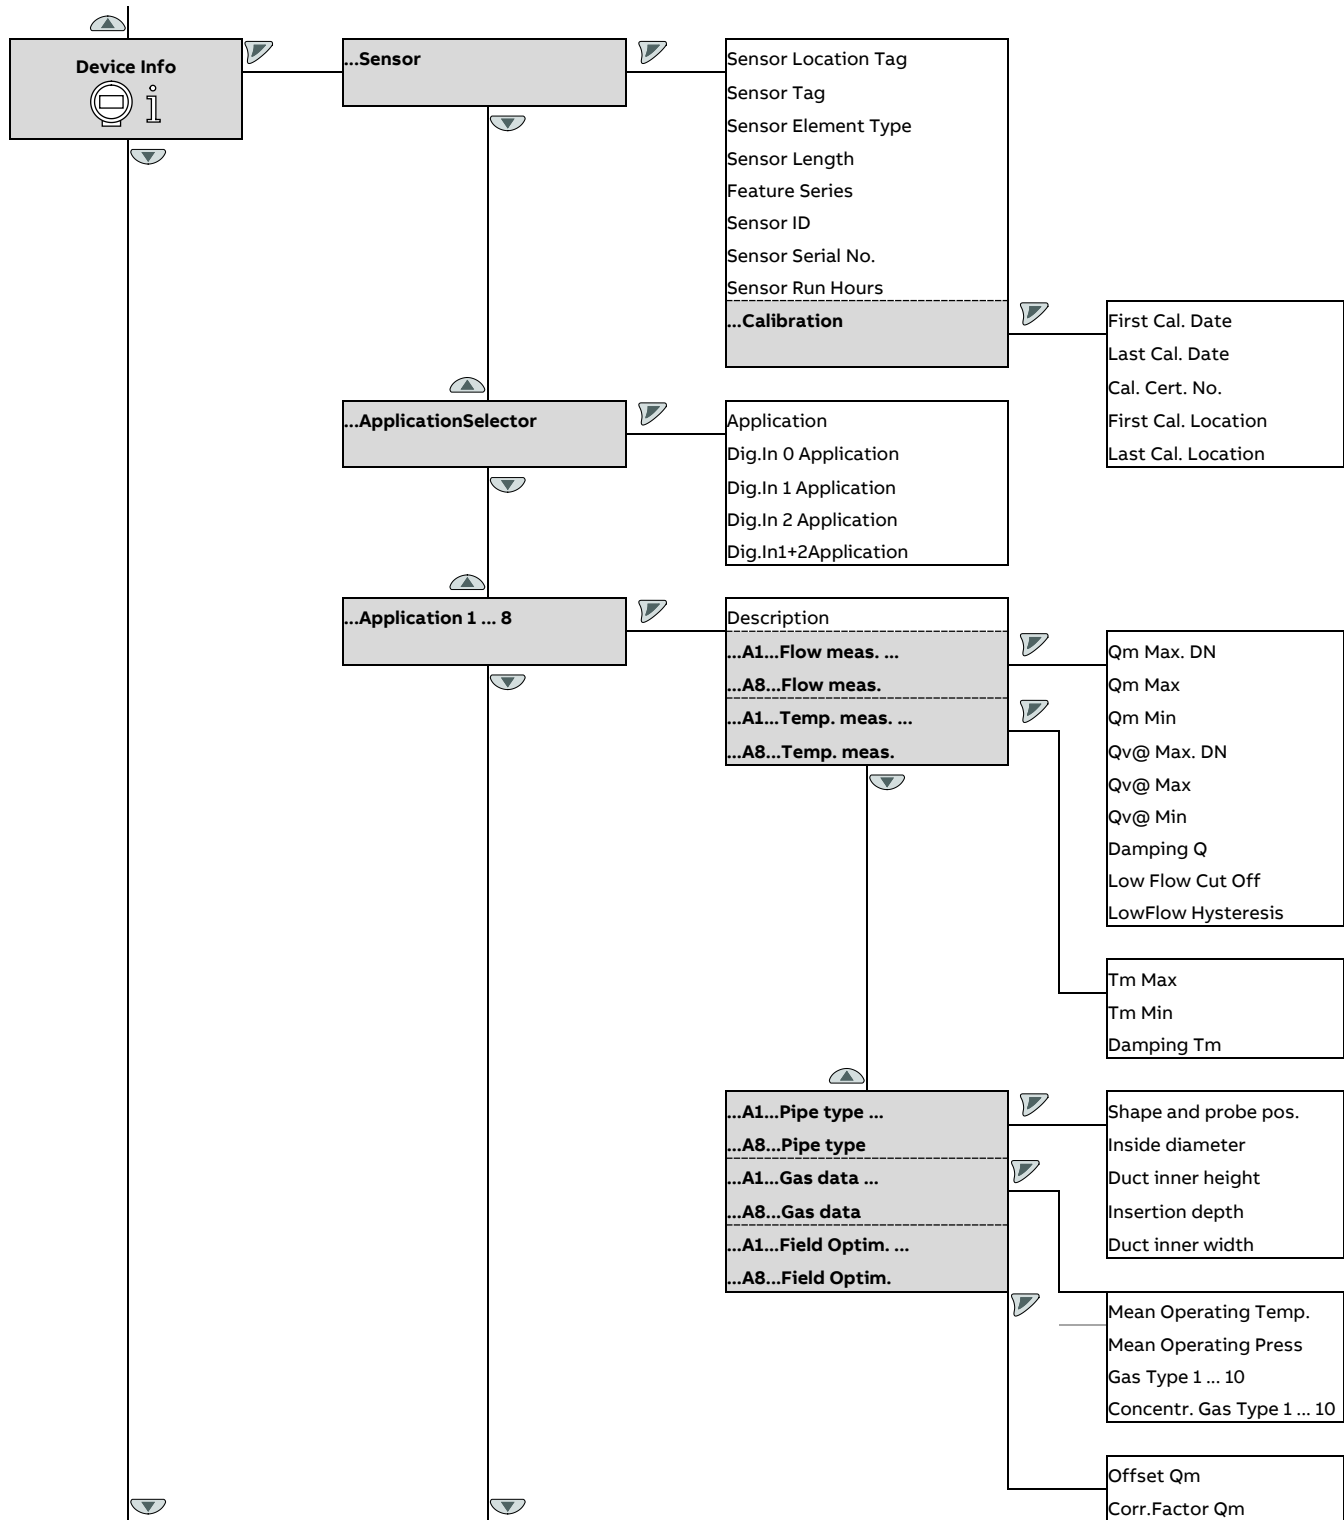 Device Info
i
...Sensor
Sensor Location Tag
Sensor Tag
Sensor Element Type
Sensor Length
Feature Series
Sensor ID
Sensor Serial No.
Sensor Run Hours
...Calibration
First Cal. Date
Last Cal. Date
Cal. Cert. No.
First Cal. Location
Last Cal. Location
...ApplicationSelector
Application
Dig.In 0 Application
Dig.In 1 Application
Dig.In 2 Application
Dig.In1+2Application
...Application 1 ... 8
Description
...A1...Flow meas. ...
...A8...Flow meas.
...A1...Temp. meas. ...
...A8...Temp. meas.
Qm Max. DN
Qm Max
Qm Min
Qv@ Max. DN
Qv@ Max
Qv@ Min
Damping Q
Low Flow Cut Off
LowFlow Hysteresis
Tm Max
Tm Min
Damping Tm
...A1...Pipe type ...
...A8...Pipe type
...A1...Gas data ...
...A8...Gas data
...A1...Field Optim. ...
...A8...Field Optim.
Shape and probe pos.
Inside diameter
Duct inner height
Insertion depth
Duct inner width
Mean Operating Temp.
Mean Operating Press
Gas Type 1 ... 10
Concentr. Gas Type 1 ... 10
Offset Qm
Corr.Factor Qm